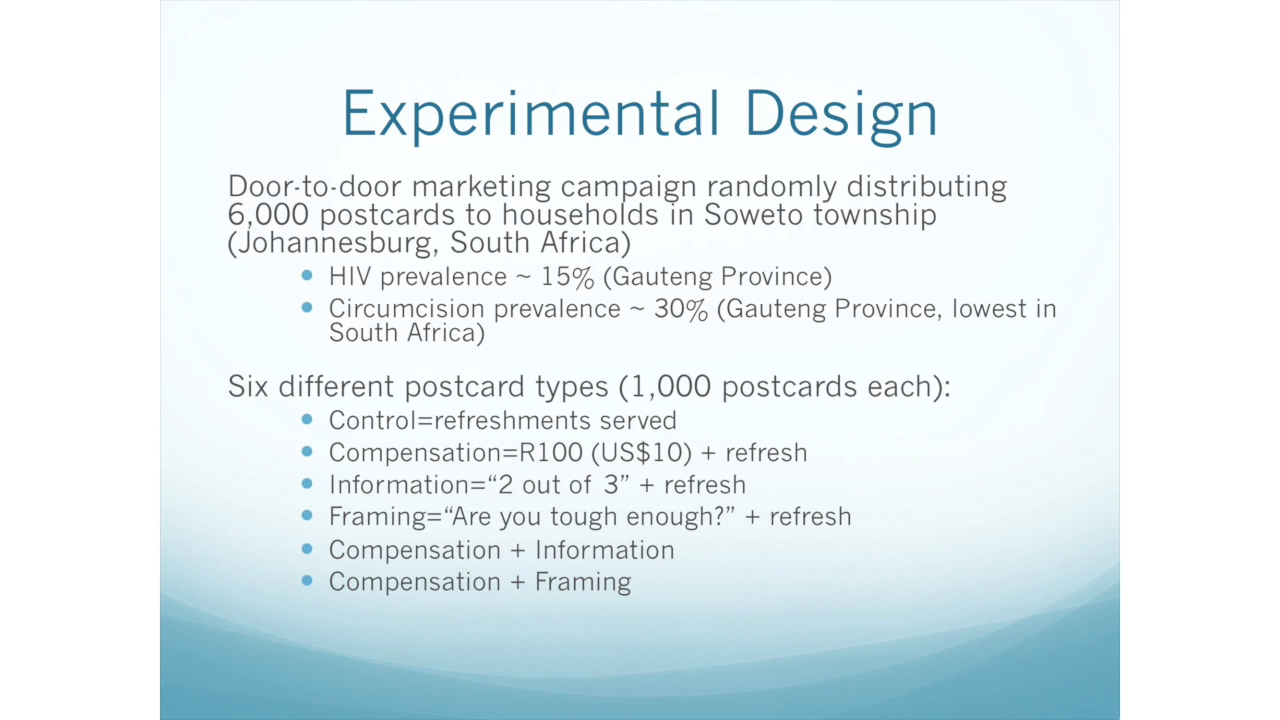 Experimental Design
Door-to-door marketing campaign randomly distributing
6,000 postcards to households in Soweto township
(Johannesburg, South Africa)
• HIV prevalence ~ 15% (Gauteng Province)
• Circumcision prevalence ~ 30% (Gauteng Province, lowest in
South Africa)
Six different postcard types (1,000 postcards each):
• Control=refreshments served
• Compensation=R100 (US$10) + refresh
• Information=“2 out of 3” + refresh
• Framing=“Are you tough enough?” + refresh
• Compensation + Information
• Compensation + Framing